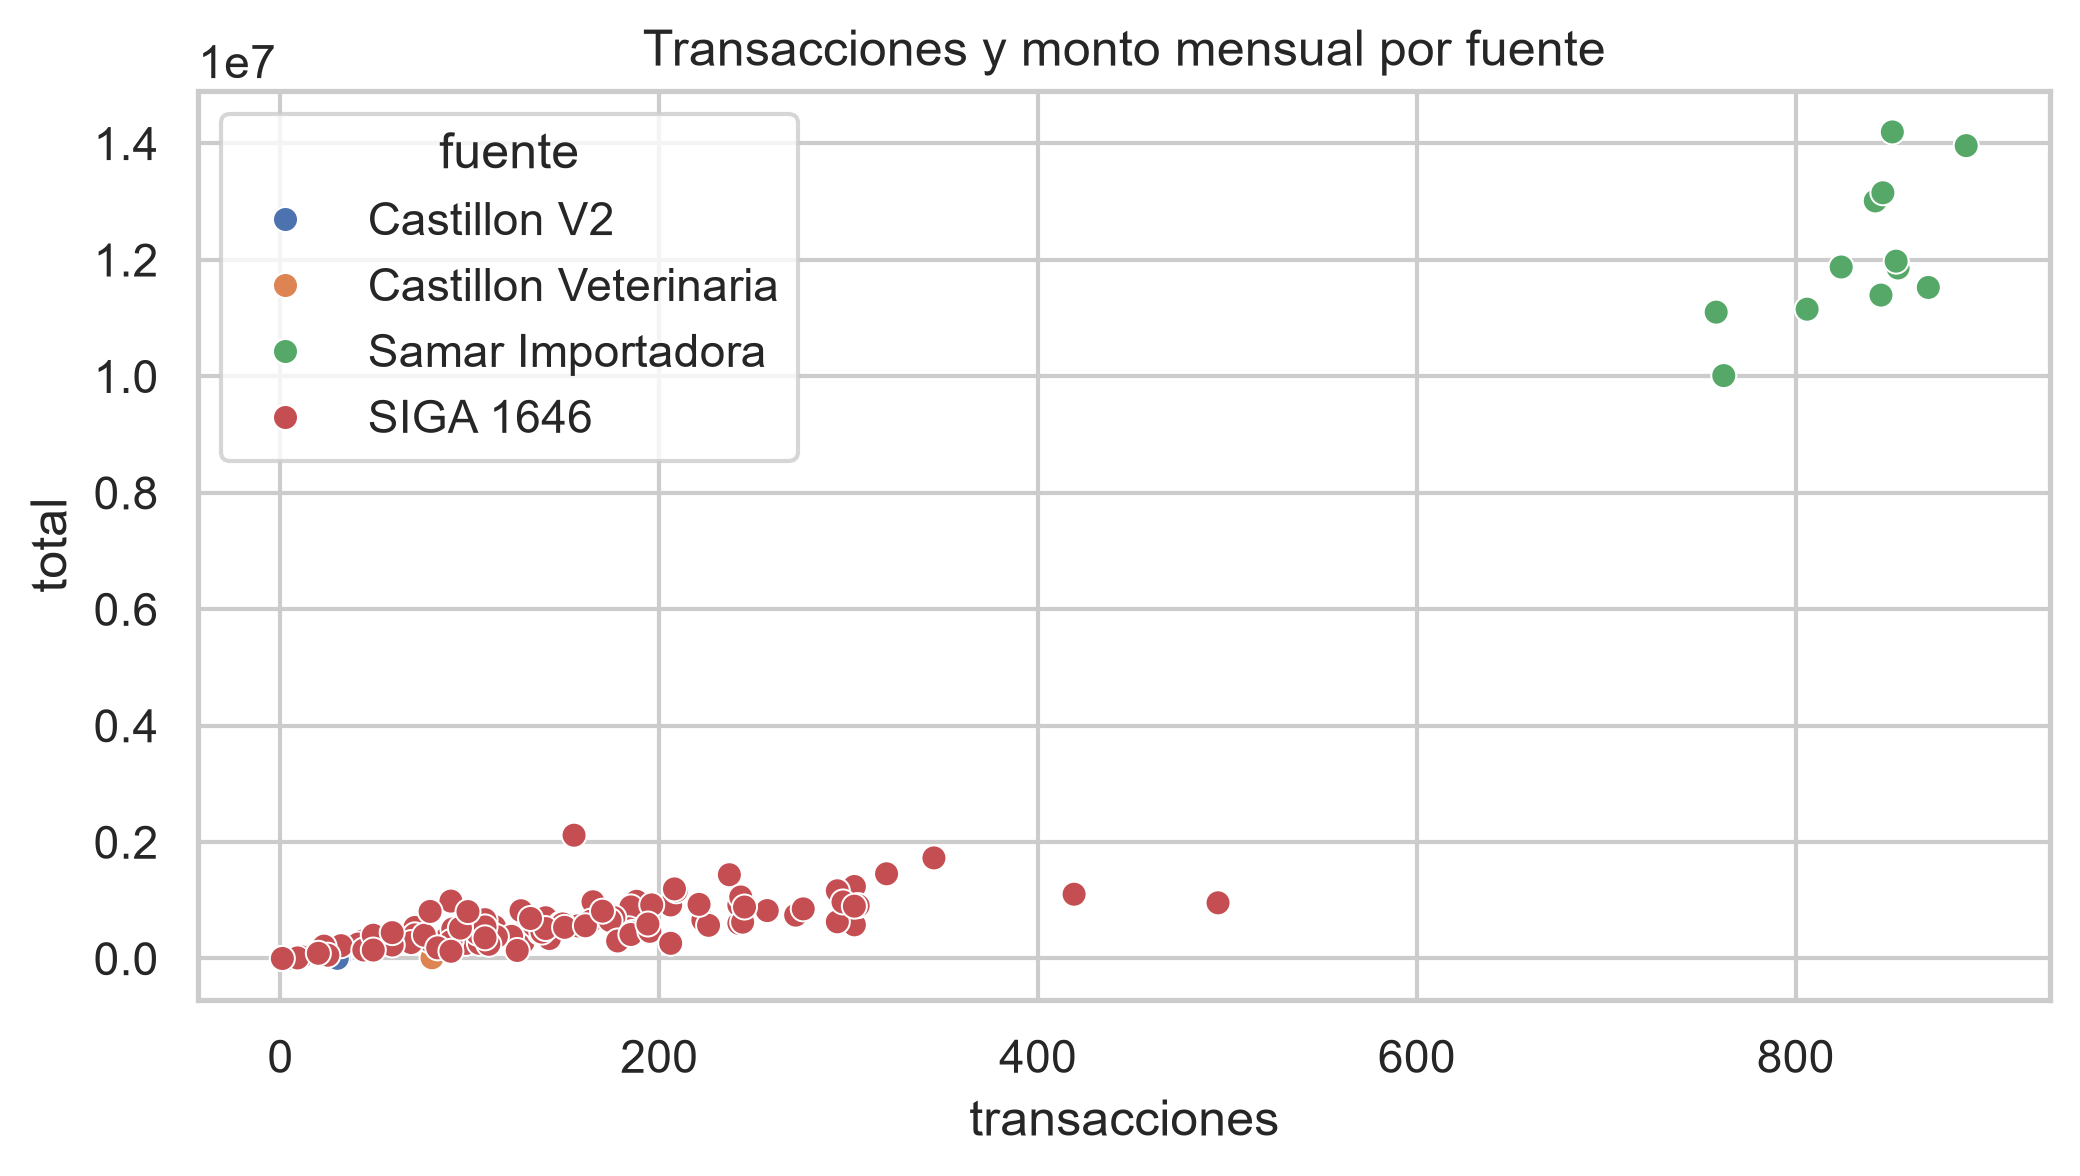 Transacciones y monto mensual por fuente
1e7
fuente
Castillon V2
Castillon Veterinaria
Samar Importadora
SIGA 1646
1.4
1.2
1.0
0.8
0.6
0.4
0.2
0.0
total
0 200 400 600 800
transacciones